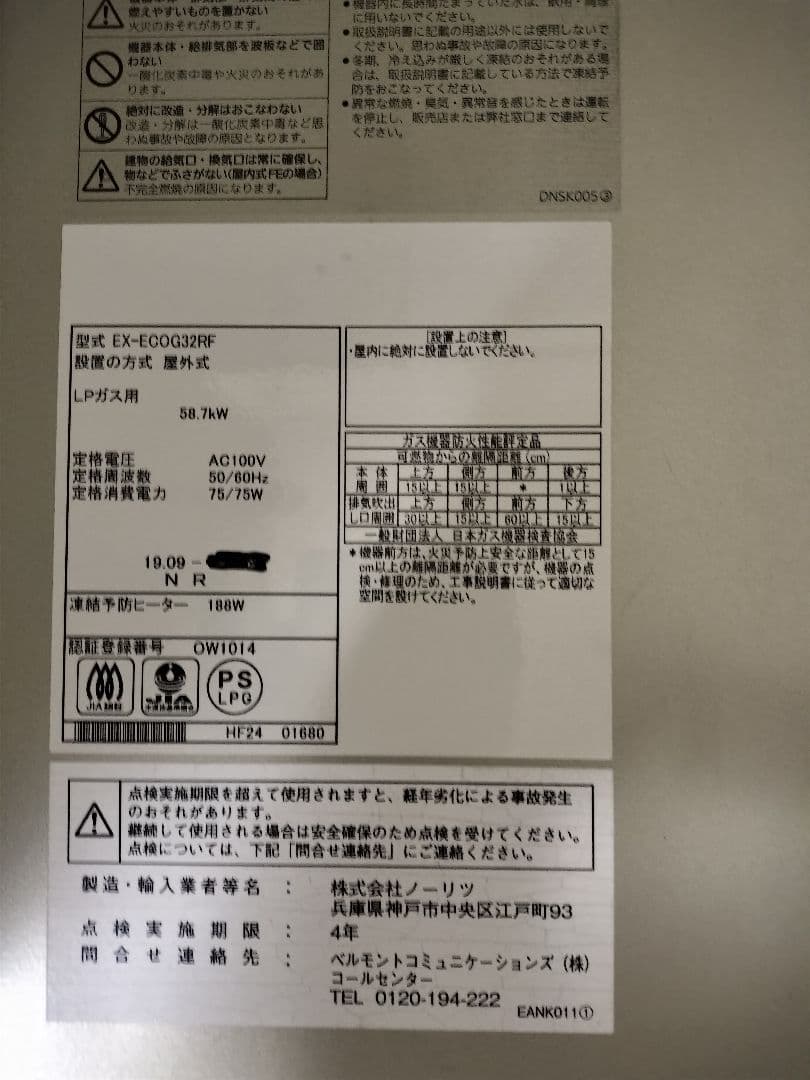 燃えやすいものを置かない
火災のおそれがあります。
機器本体・給排気部を波板などで囲
わない
一酸化炭素中毒や火災のおそれがあ
ります。
絶対に改造・分解はおこなわない
改造・分解は一酸化炭素中毒など思
わぬ事故や故障の原因となります。
建物の給気口・換気口は常に確保し、
物などでふさがない(屋内式FEの場合)
不完全燃焼の原因になります。
に用いないでください。
●取扱説明書に記載の用途以外には使用しないで
ください。思わぬ事故や故障の原因になります。
●冬期、冷え込みが厳しく凍結のおそれがある場
合は、取扱説明書に記載している方法で凍結予
防をおこなってください。
●異常な燃焼・臭気・異常音を感じたときは運転
を停止し、販売店または弊社窓口まで連絡して
ください。
DNSK005③
型式 EX-ECOG32RF
設置の方式 屋外式
LPガス用
58.7kW
定格電圧 AC100V
定格周波数 50/60Hz
定格消費電力 75/75W
19.09 -
N R
凍結予防ヒーター 188W
認証登録番号 OW1014
JIA
PS
LPG
HF24 01680
[設置上の注意]
・屋内に絶対に設置しないでください。
ガス機器防火性能評定品
可燃物からの離隔距離(cm)
本体 上方 側方 前方 後方
周囲 15以上 15以上 * 1以上
排気吹出 上方 側方 前方 下方
し口周囲 30以上 15以上 60以上 15以上
一般財団法人 日本ガス機器検査協会
*機器前方は、火災予防上安全な距離として15
cm以上の離隔距離が必要ですが、機器の点
検・修理のため、工事説明書に従って適切な
空間を設けてください。
点検実施期限を超えて使用されますと、経年劣化による事故発生
のおそれがあります。
継続して使用される場合は安全確保のため点検を受けてください。
点検については、下記「問合せ連絡先」にご連絡ください。
製造・輸入業者等名 : 株式会社ノーリツ
兵庫県神戸市中央区江戸町93
点検実施期限 : 4年
問合せ連絡先 : ベルモントコミュニケーションズ(株)
コールセンター
TEL 0120-194-222
EANK011①